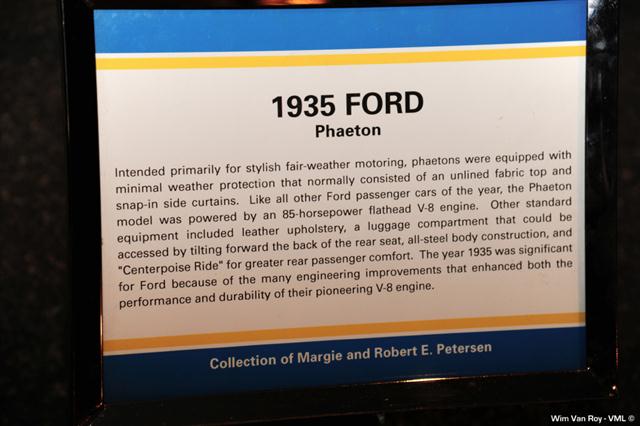 1935 FORD
Phaeton
Intended primarily for stylish fair-weather motoring, phaetons were equipped with
minimal weather protection that normally consisted of an unlined fabric top and
snap-in side curtains. Like all other Ford passenger cars of the year, the Phaeton
model was powered by an 85-horsepower flathead V-8 engine. Other standard
equipment included leather upholstery, a luggage compartment that could be
accessed by tilting forward the back of the rear seat, all-steel body construction, and
"Centerpoise Ride" for greater rear passenger comfort. The year 1935 was significant
for Ford because of the many engineering improvements that enhanced both the
performance and durability of their pioneering V-8 engine.
Collection of Margie and Robert E. Petersen
Wim Van Roy - VML ©